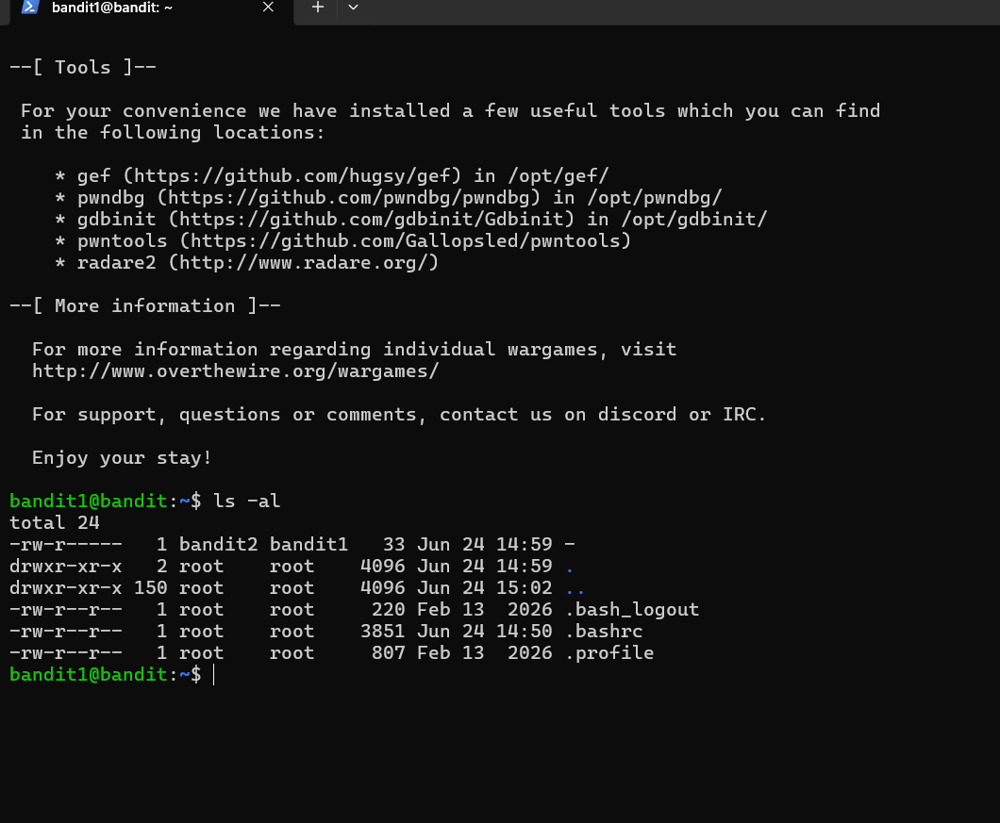 bandit1@bandit: ~
--[ Tools ]--
For your convenience we have installed a few useful tools which you can find
in the following locations:
* gef (https://github.com/hugsy/gef) in /opt/gef/
* pwndbg (https://github.com/pwndbg/pwndbg) in /opt/pwndbg/
* gdbinit (https://github.com/gdbinit/Gdbinit) in /opt/gdbinit/
* pwntools (https://github.com/Gallopsled/pwntools)
* radare2 (http://www.radare.org/)
--[ More information ]--
For more information regarding individual wargames, visit
http://www.overthewire.org/wargames/
For support, questions or comments, contact us on discord or IRC.
Enjoy your stay!
bandit1@bandit:~$ ls -al
total 24
-rw-r-----   1 bandit2 bandit1   33 Jun 24 14:59 -
drwxr-xr-x   2 root    root    4096 Jun 24 14:59 .
drwxr-xr-x 150 root    root    4096 Jun 24 15:02 ..
-rw-r--r--   1 root    root     220 Feb 13  2026 .bash_logout
-rw-r--r--   1 root    root    3851 Jun 24 14:50 .bashrc
-rw-r--r--   1 root    root     807 Feb 13  2026 .profile
bandit1@bandit:~$